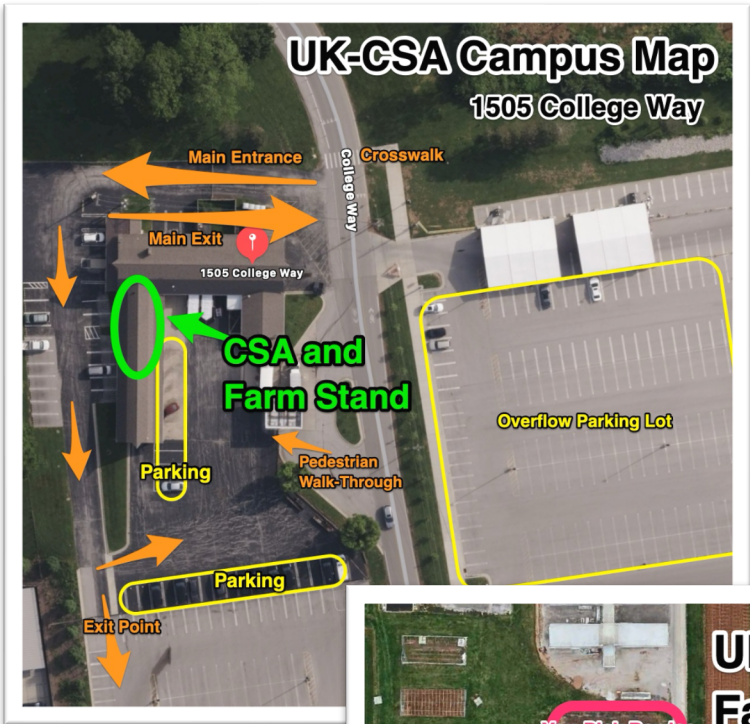 UK-CSA Campus Map
1505 College Way
Main Entrance
Crosswalk
College Way
Main Exit
1505 College Way
CSA and
Farm Stand
Overflow Parking Lot
Pedestrian
Walk-Through
Parking
Parking
Exit Point